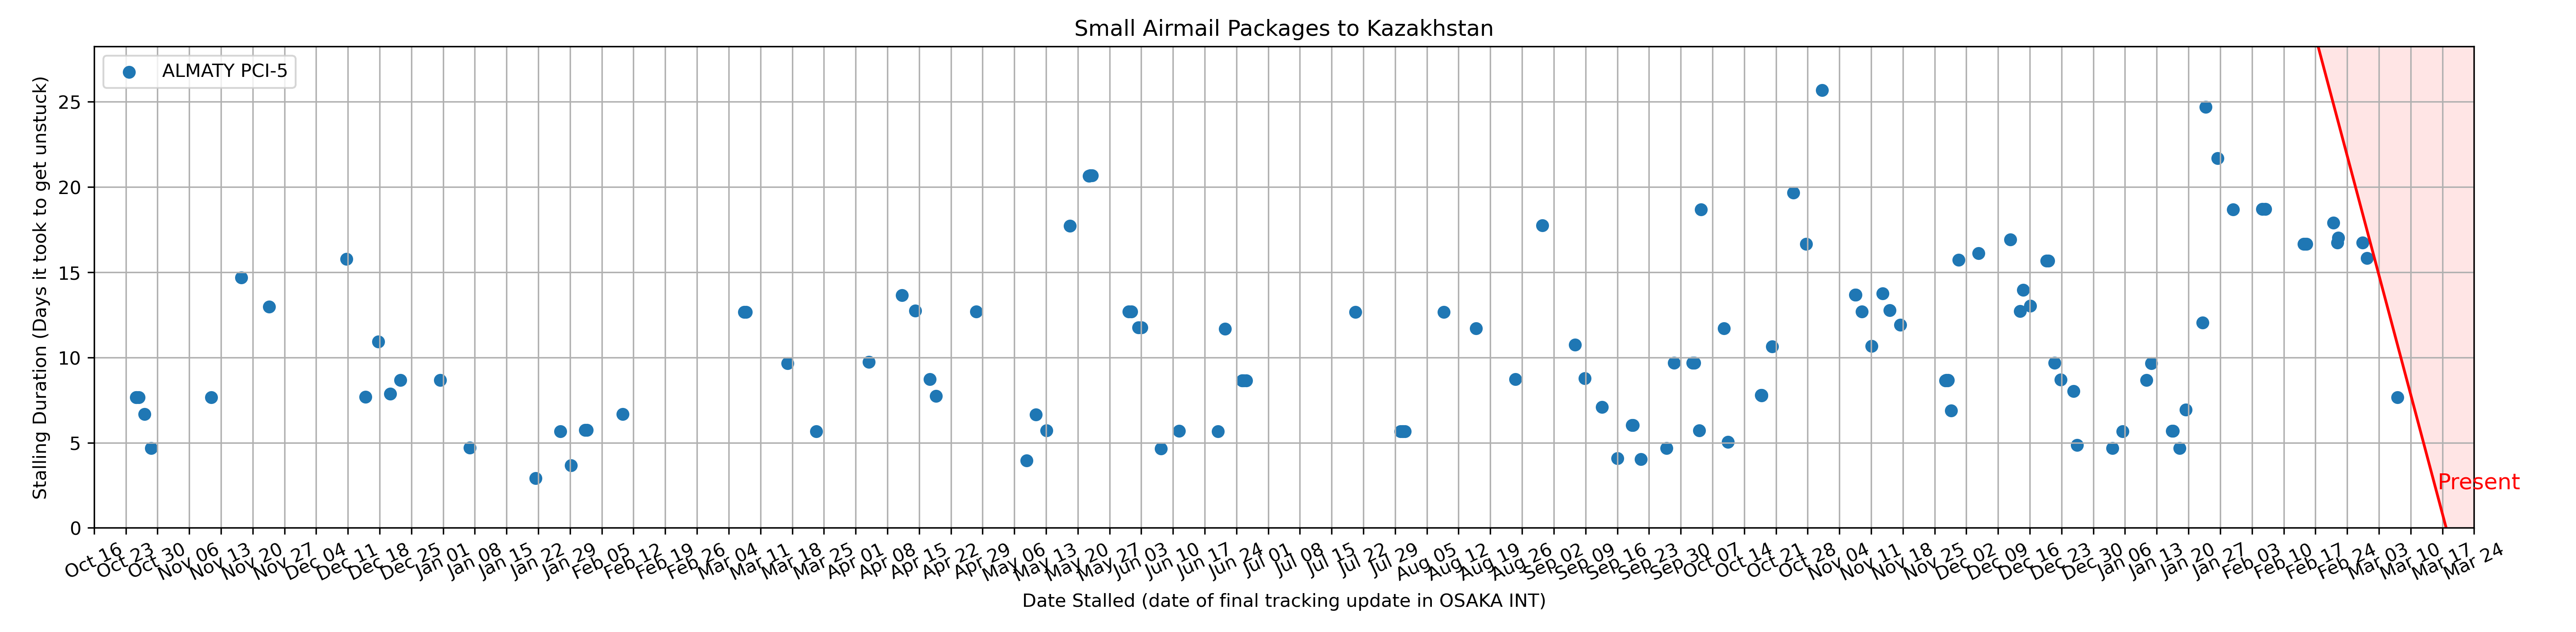 Small Airmail Packages to Kazakhstan
ALMATY PCI-5
Stalling Duration (Days it took to get unstuck)
25
20
15
10
5
0
Present
Oct 16
Oct 23
Oct 30
Nov 06
Nov 13
Nov 20
Nov 27
Dec 04
Dec 11
Dec 18
Dec 25
Jan 01
Jan 08
Jan 15
Jan 22
Jan 29
Feb 05
Feb 12
Feb 19
Feb 26
Mar 04
Mar 11
Mar 18
Mar 25
Apr 01
Apr 08
Apr 15
Apr 22
Apr 29
May 06
May 13
May 20
May 27
Jun 03
Jun 10
Jun 17
Jun 24
Jul 01
Jul 08
Jul 15
Jul 22
Jul 29
Aug 05
Aug 12
Aug 19
Aug 26
Sep 02
Sep 09
Sep 16
Sep 23
Sep 30
Oct 07
Oct 14
Oct 21
Oct 28
Nov 04
Nov 11
Nov 18
Nov 25
Dec 02
Dec 09
Dec 16
Dec 23
Dec 30
Jan 06
Jan 13
Jan 20
Jan 27
Feb 03
Feb 10
Feb 17
Feb 24
Mar 03
Mar 10
Mar 17
Mar 24
Date Stalled (date of final tracking update in OSAKA INT)